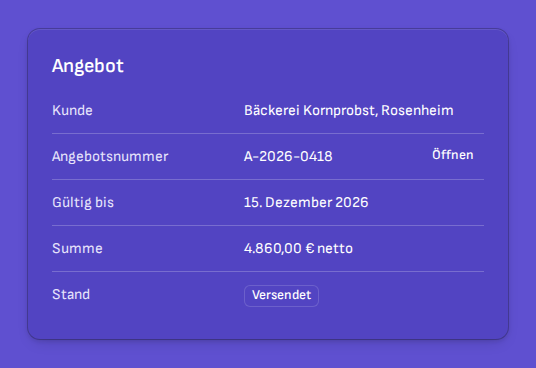 Angebot
Kunde Bäckerei Kornprobst, Rosenheim
Angebotsnummer A-2026-0418 Öffnen
Gültig bis 15. Dezember 2026
Summe 4.860,00 € netto
Stand Versendet